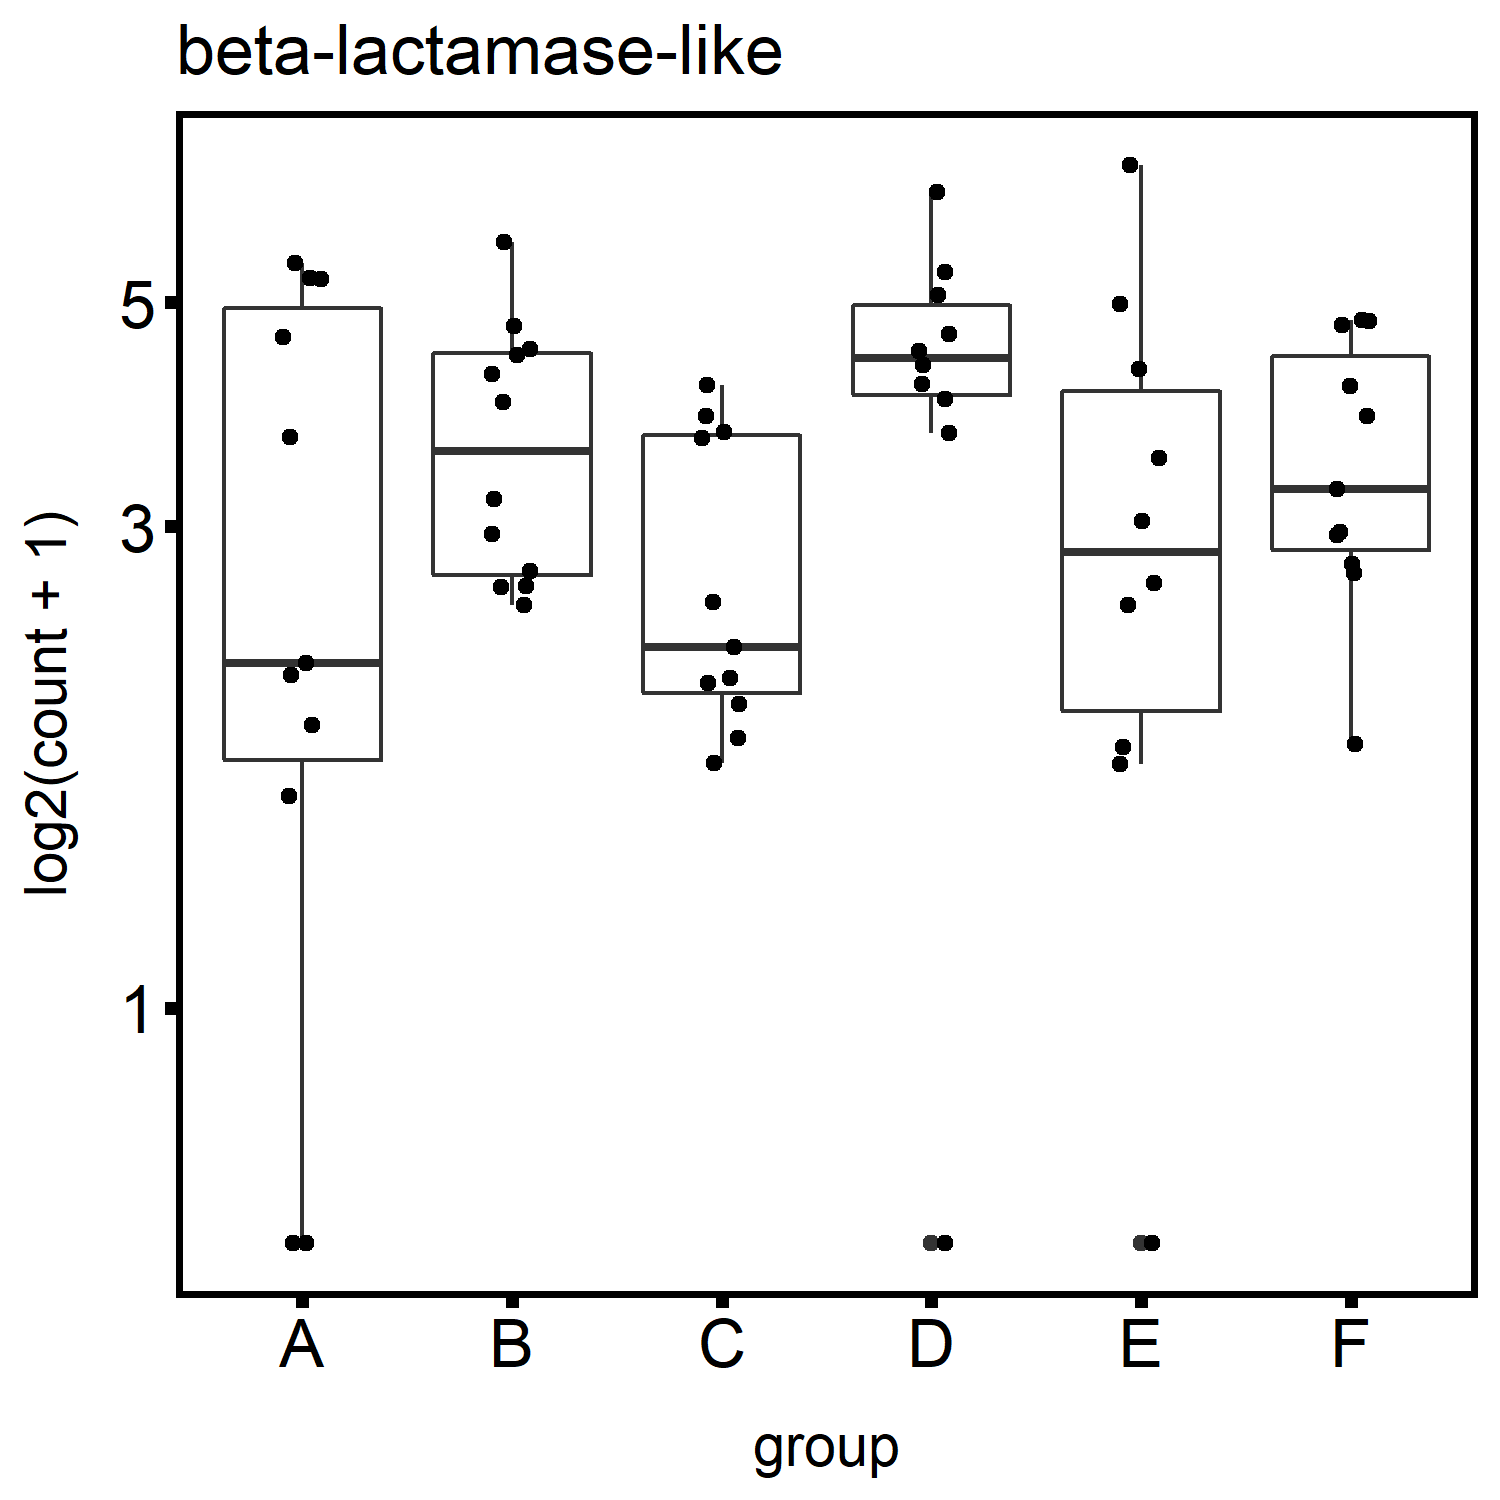 beta-lactamase-like
log2(count + 1)
5
3
1
A B C D E F
group